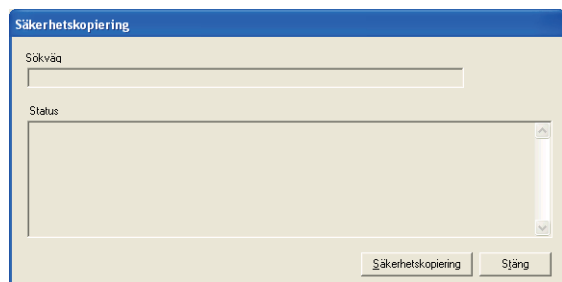 Säkerhetskopiering
Sökväg
Status
Säkerhetskopiering Stäng